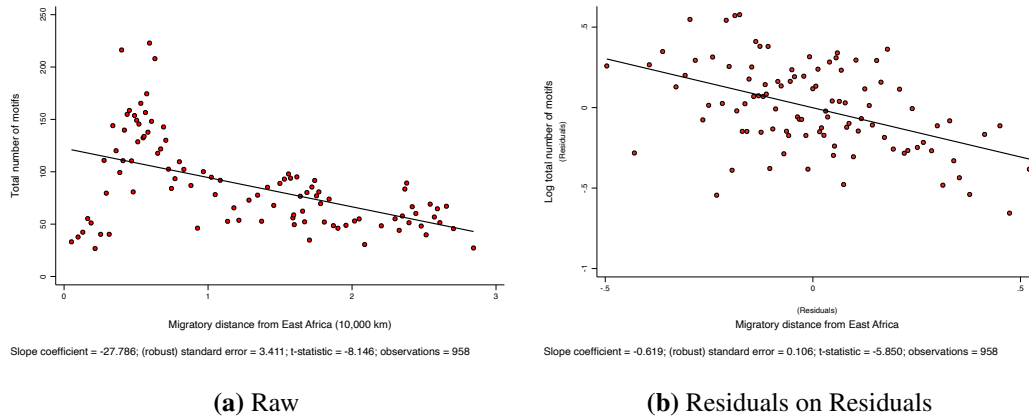 250
200
150
100
50
0
Total number of motifs
0 1 2 3
Migratory distance from East Africa (10,000 km)
Slope coefficient = -27.786; (robust) standard error = 3.411; t-statistic = -8.146; observations = 958
(a) Raw
.5
0
-.5
-1
Log total number of motifs
(Residuals)
-.5 0 .5
(Residuals)
Migratory distance from East Africa
Slope coefficient = -0.619; (robust) standard error = 0.106; t-statistic = -5.850; observations = 958
(b) Residuals on Residuals